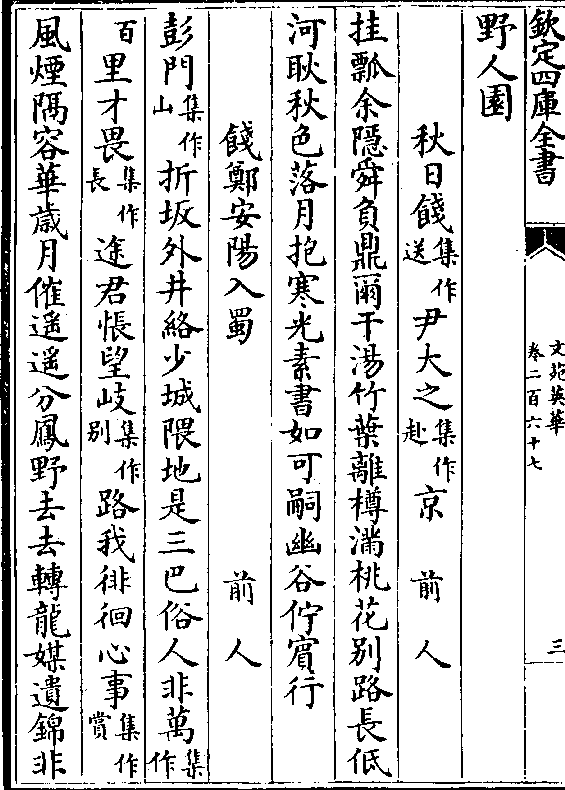 欽定四庫全書
文苑英華
卷二百六十七
三
野人園
秋日餞集作送尹大之集作赴京 前人
挂瓢余隱舜負鼎爾干湯竹葉離樽滿桃花别路長低
河耿秋色落月抱寒光素書如可嗣幽谷佇賓行
餞鄭安陽入蜀 前人
彭門集作山折坂外井絡少城隈地是三巴俗人非萬集作
百里才畏集作長途君悵望岐集作别路我徘徊心事集作賞
風煙隔容華歲月催遥遥分鳳野去去轉龍媒遺錦非